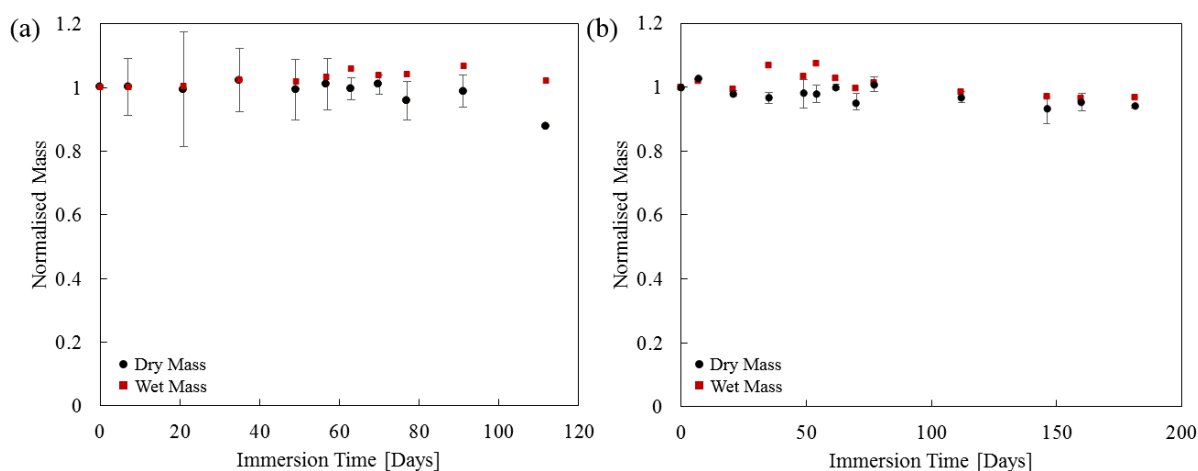 (a)
1.2
1
0.8
0.6
0.4
0.2
0
Normalised Mass
Dry Mass
Wet Mass
0 20 40 60 80 100 120
Immersion Time [Days]
(b)
1.2
1
0.8
0.6
0.4
0.2
0
Normalised Mass
Dry Mass
Wet Mass
0 50 100 150 200
Immersion Time [Days]